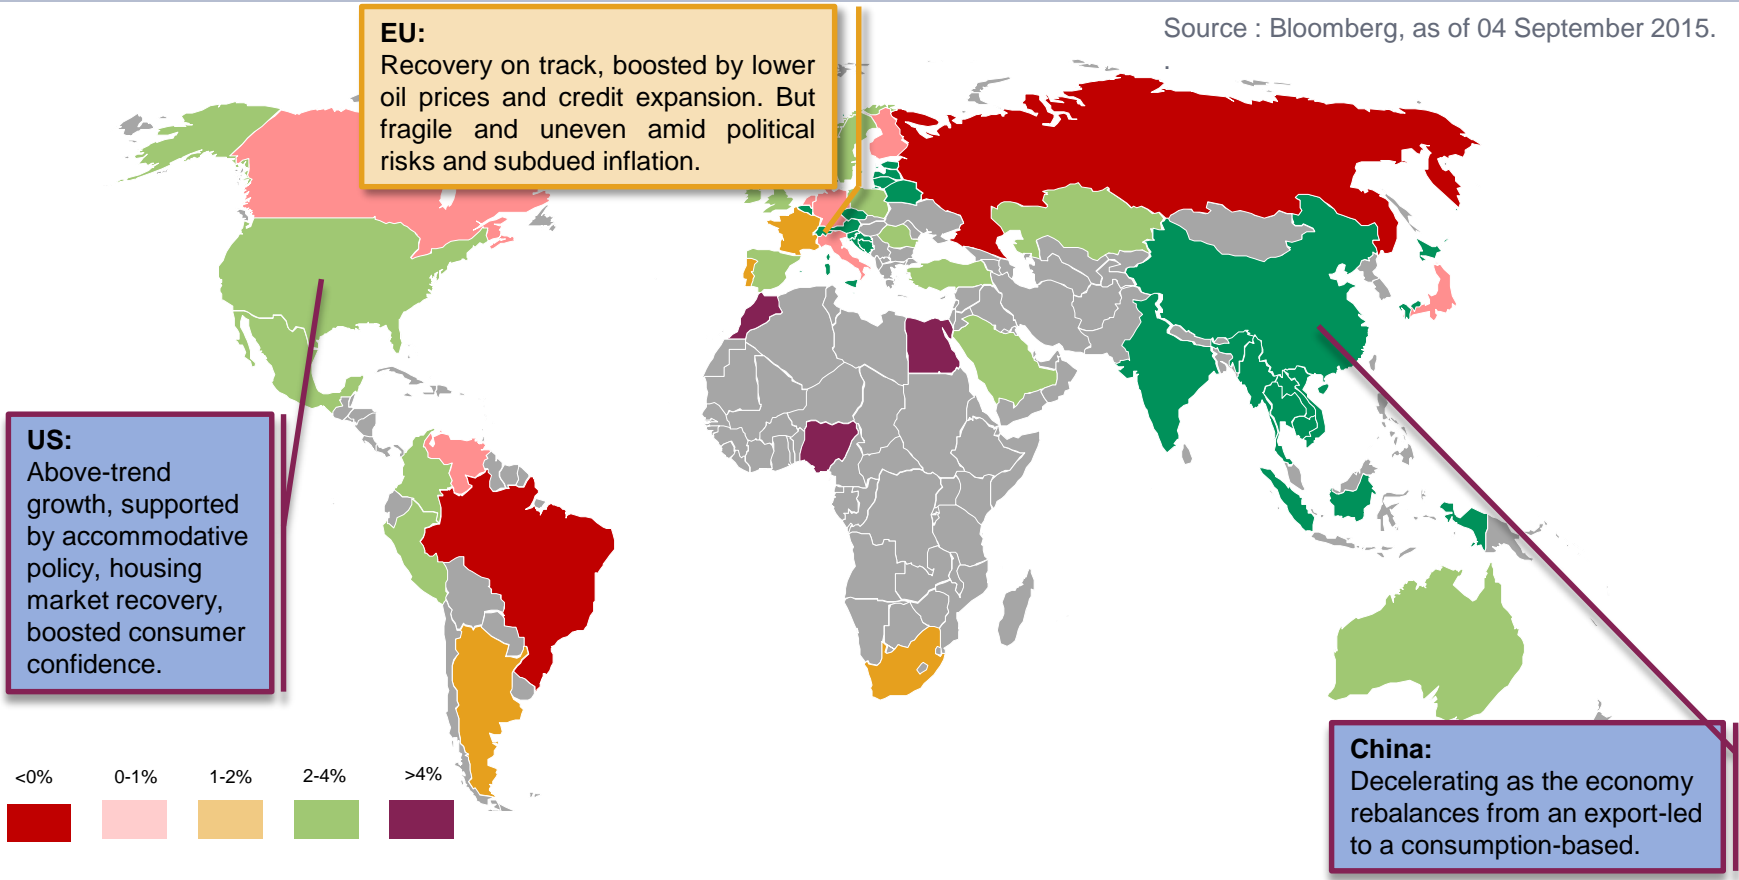 Source : Bloomberg, as of 04 September 2015.
EU:
Recovery on track, boosted by lower
oil prices and credit expansion. But
fragile and uneven amid political
risks and subdued inflation.
US:
Above-trend
growth, supported
by accommodative
policy, housing
market recovery,
boosted consumer
confidence.
China:
Decelerating as the economy
rebalances from an export-led
to a consumption-based.
<0% 0-1% 1-2% 2-4% >4%